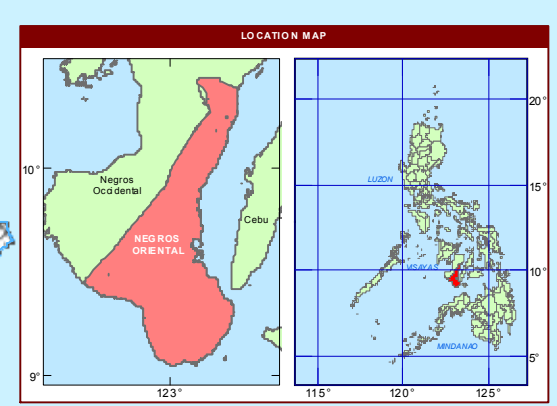 LOCATION MAP
10°
Negros
Occidental
Cebu
NEGROS
ORIENTAL
9°
123°
20°
LUZON
15°
VISAYAS
10°
MINDANAO
5°
115°
120°
125°